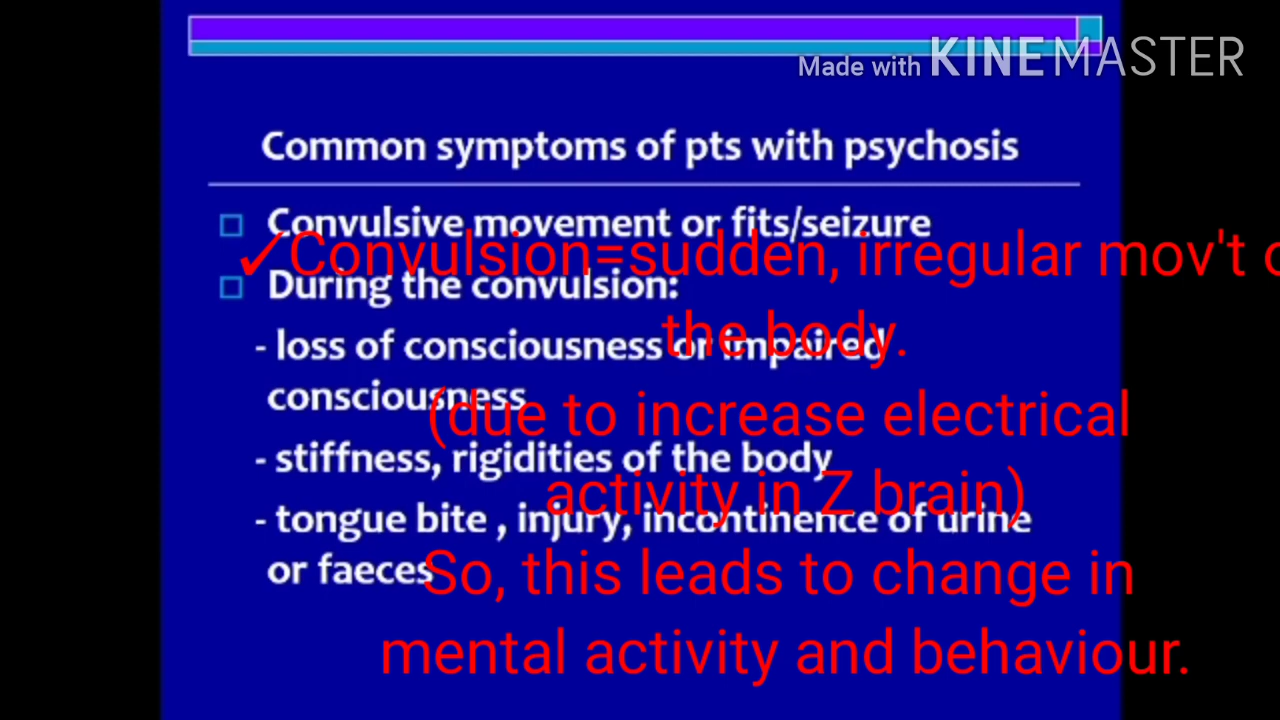 Made with KINEMASTER
Common symptoms of pts with psychosis
Convulsive movement or fits/seizure
✓Convulsion=sudden, irregular mov't
During the convulsion:
the body.
- loss of consciousness or impaired
consciousness
(due to increase electrical
- stiffness, rigidities of the body
activity in Z brain)
- tongue bite , injury, incontinence of urine
or faeces
So, this leads to change in
mental activity and behaviour.